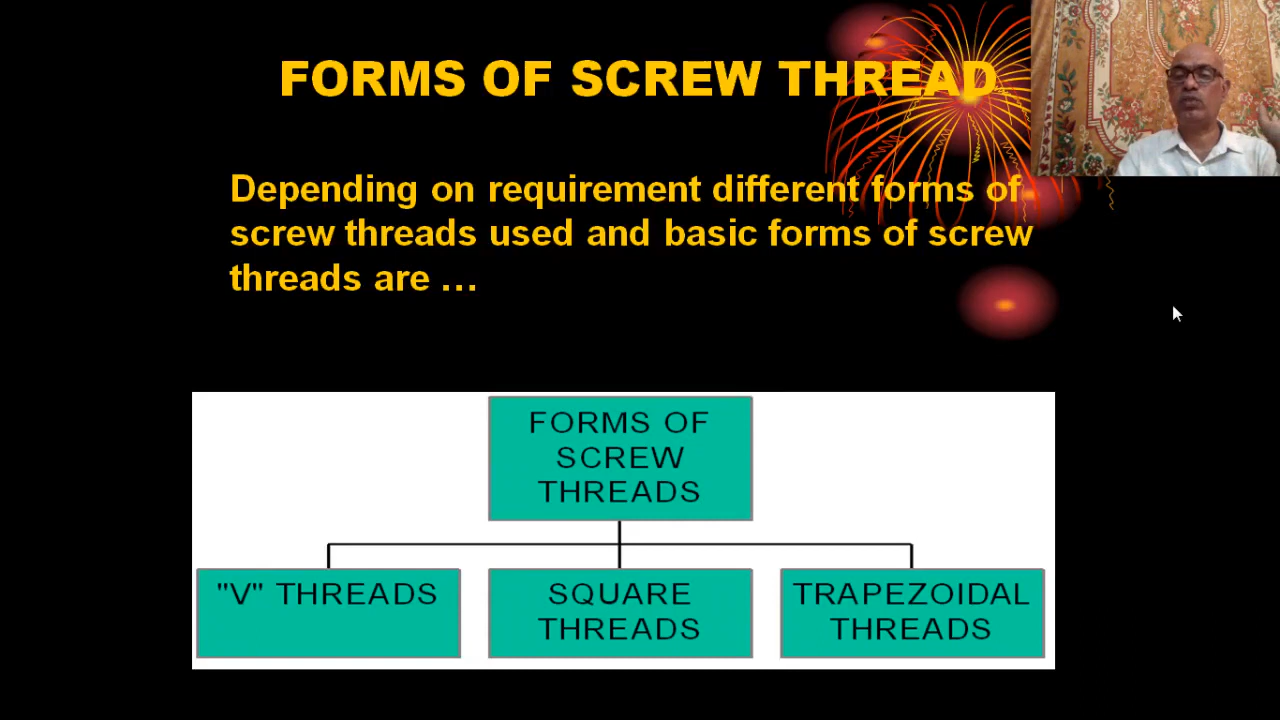 FORMS OF SCREW THREAD
Depending on requirement different forms of
screw threads used and basic forms of screw
threads are …
FORMS OF
SCREW
THREADS
"V" THREADS
SQUARE
THREADS
TRAPEZOIDAL
THREADS